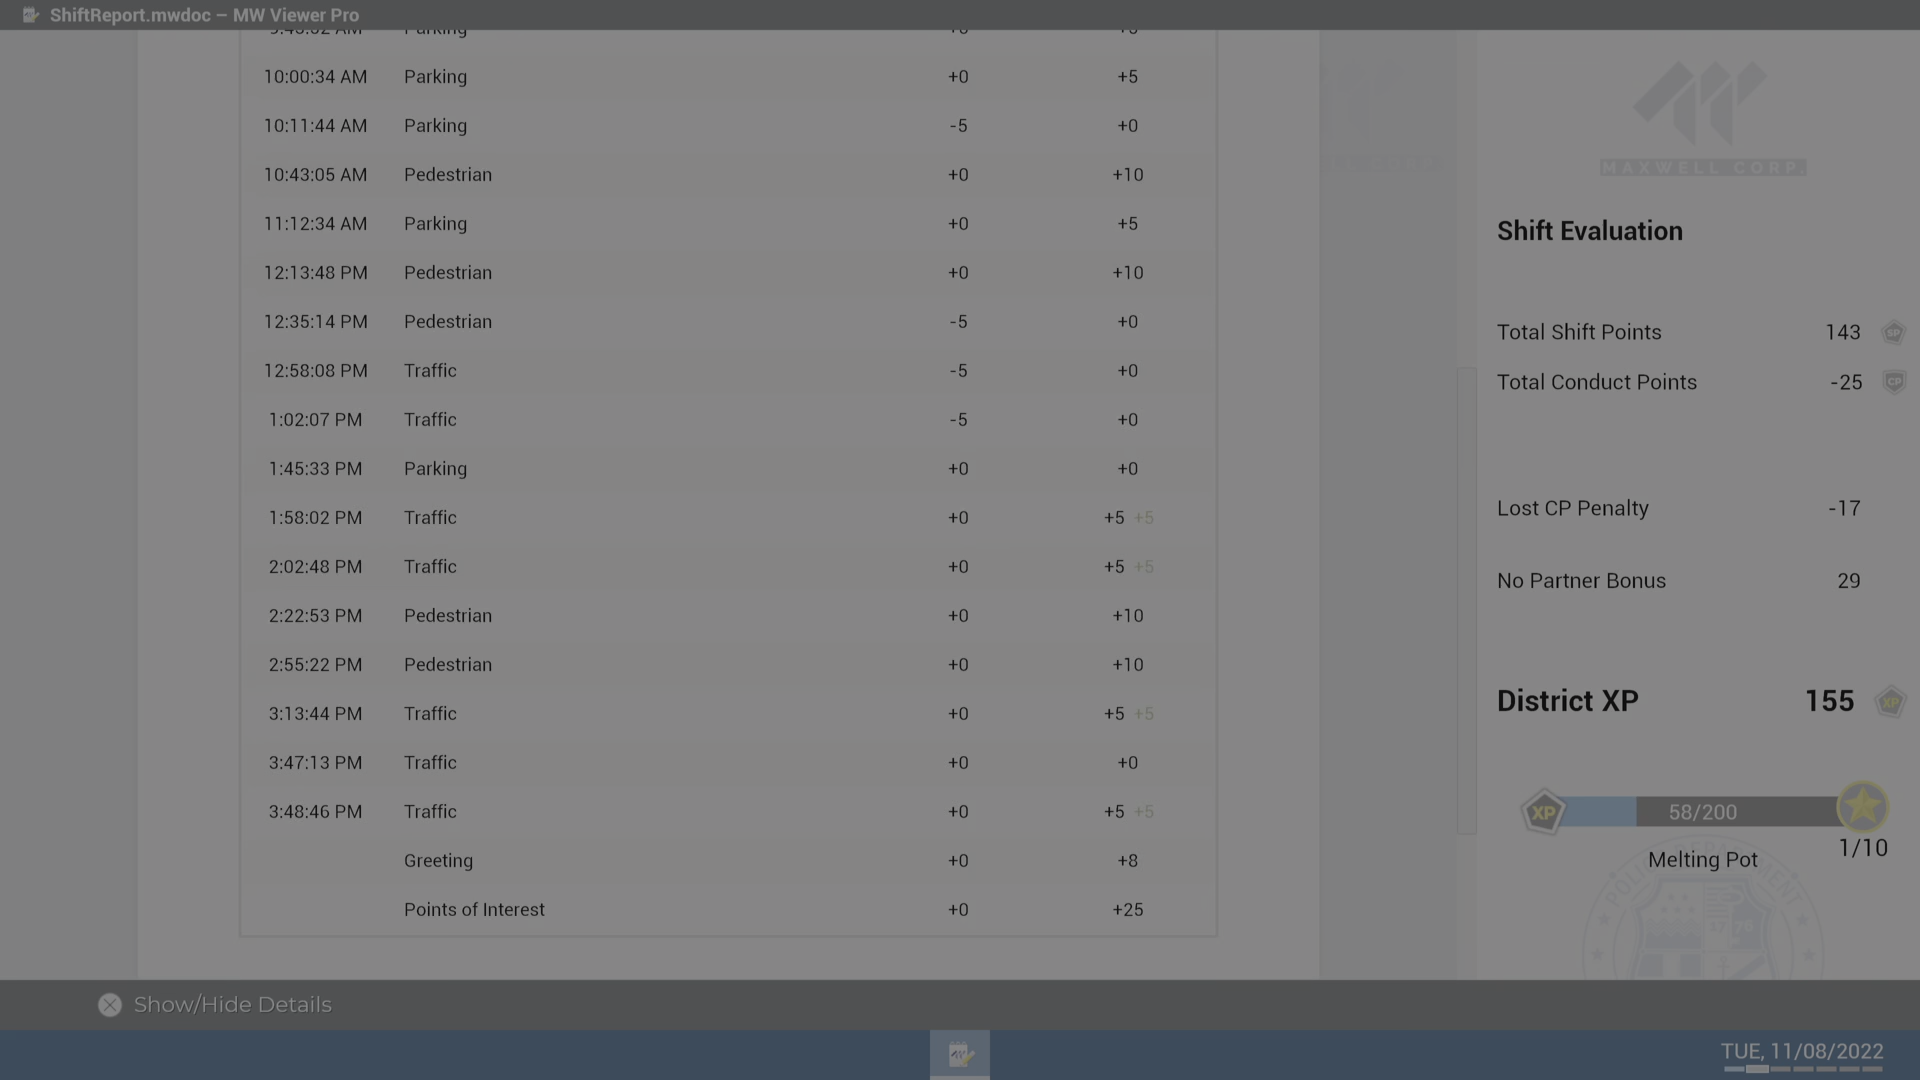 ShiftReport.mwdoc – MW Viewer Pro
Parking
10:00:34 AM Parking +0 +5
10:11:44 AM Parking -5 +0
10:43:05 AM Pedestrian +0 +10
11:12:34 AM Parking +0 +5
12:13:48 PM Pedestrian +0 +10
12:35:14 PM Pedestrian -5 +0
12:58:08 PM Traffic -5 +0
1:02:07 PM Traffic -5 +0
1:45:33 PM Parking +0 +0
1:58:02 PM Traffic +0 +5 +5
2:02:48 PM Traffic +0 +5 +5
2:22:53 PM Pedestrian +0 +10
2:55:22 PM Pedestrian +0 +10
3:13:44 PM Traffic +0 +5 +5
3:47:13 PM Traffic +0 +0
3:48:46 PM Traffic +0 +5 +5
Greeting +0 +8
Points of Interest +0 +25
MAXWELL CORP.
Shift Evaluation
Total Shift Points 143 SP
Total Conduct Points -25 CP
Lost CP Penalty -17
No Partner Bonus 29
District XP 155 XP
XP 58/200
1/10
Melting Pot
Show/Hide Details
TUE, 11/08/2022